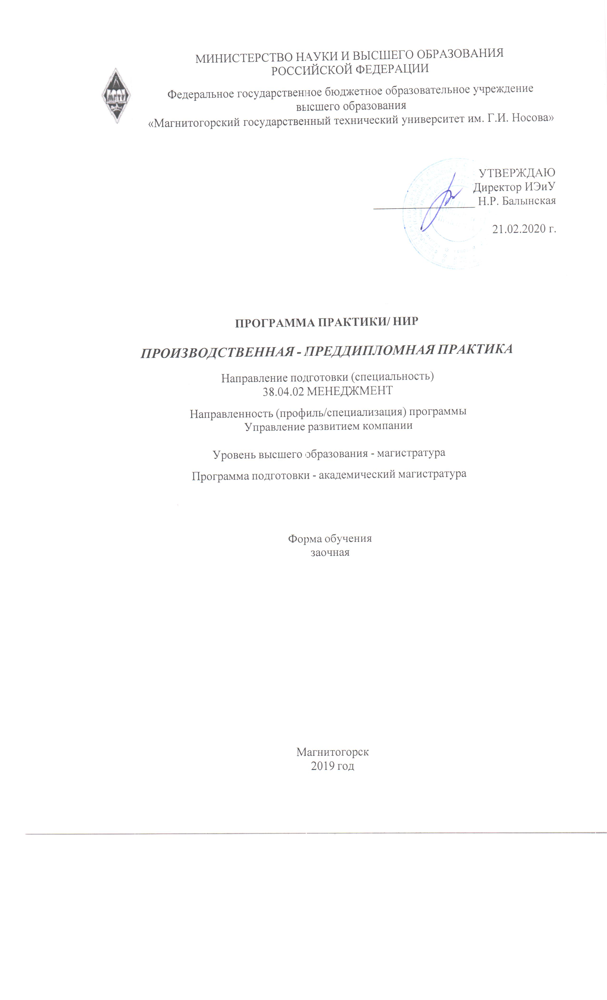 МИНИСТЕРСТВО НАУКИ И ВЫСШЕГО ОБРАЗОВАНИЯ
РОССИЙСКОЙ ФЕДЕРАЦИИ
Федеральное государственное бюджетное образовательное учреждение
высшего образования
«Магнитогорский государственный технический университет им. Г.И. Носова»
МГТУ
УТВЕРЖДАЮ
Директор ИЭиУ
Н.Р. Балынская
21.02.2020 г.
ПРОГРАММА ПРАКТИКИ/ НИР
ПРОИЗВОДСТВЕННАЯ - ПРЕДДИПЛОМНАЯ ПРАКТИКА
Направление подготовки (специальность)
38.04.02 МЕНЕДЖМЕНТ
Направленность (профиль/специализация) программы
Управление развитием компании
Уровень высшего образования - магистратура
Программа подготовки - академический магистратура
Форма обучения
заочная
Магнитогорск
2019 год